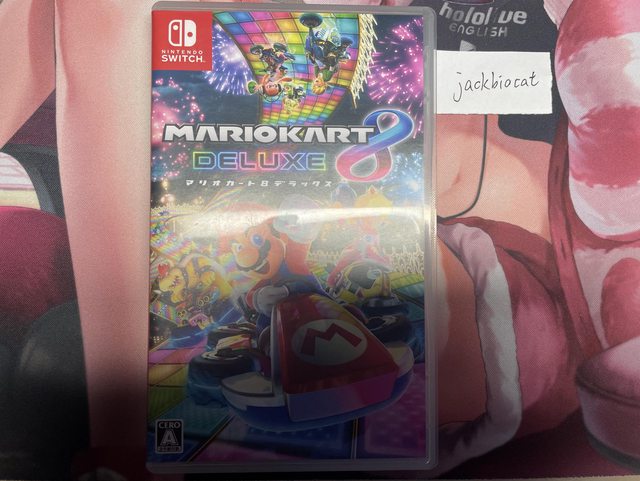 NINTENDO
SWITCH
hololive
ENGLISH
jackbiocat
MARIOKART 8
DELUXE
マリオカート8デラックス
M
CERO
A